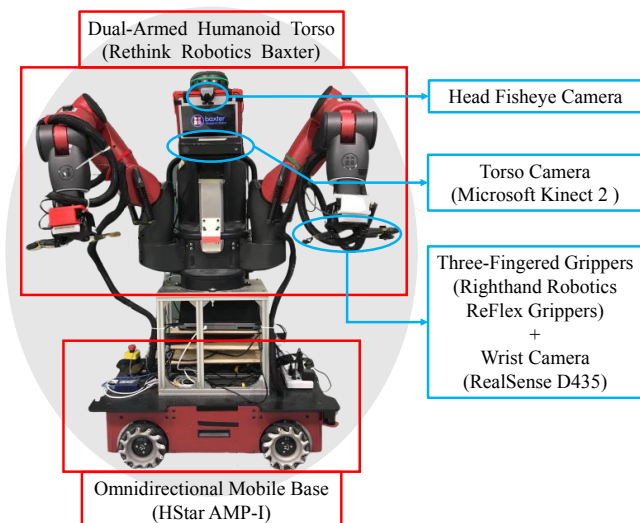 Dual-Armed Humanoid Torso
(Rethink Robotics Baxter)
Head Fisheye Camera
baxter
Torso Camera
(Microsoft Kinect 2 )
Three-Fingered Grippers
(Righthand Robotics
ReFlex Grippers)
+
Wrist Camera
(RealSense D435)
Omnidirectional Mobile Base
(HStar AMP-I)